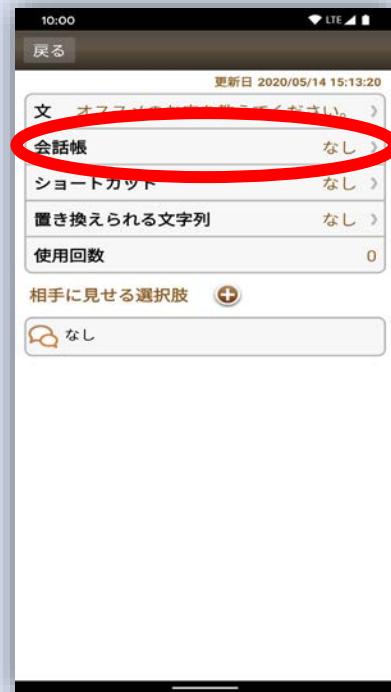 10:00 LTE
戻る
更新日 2020/05/14 15:13:20
文 オススメのお店を教えてください。
会話帳 なし
ショートカット なし
置き換えられる文字列 なし
使用回数 0
相手に見せる選択肢
なし